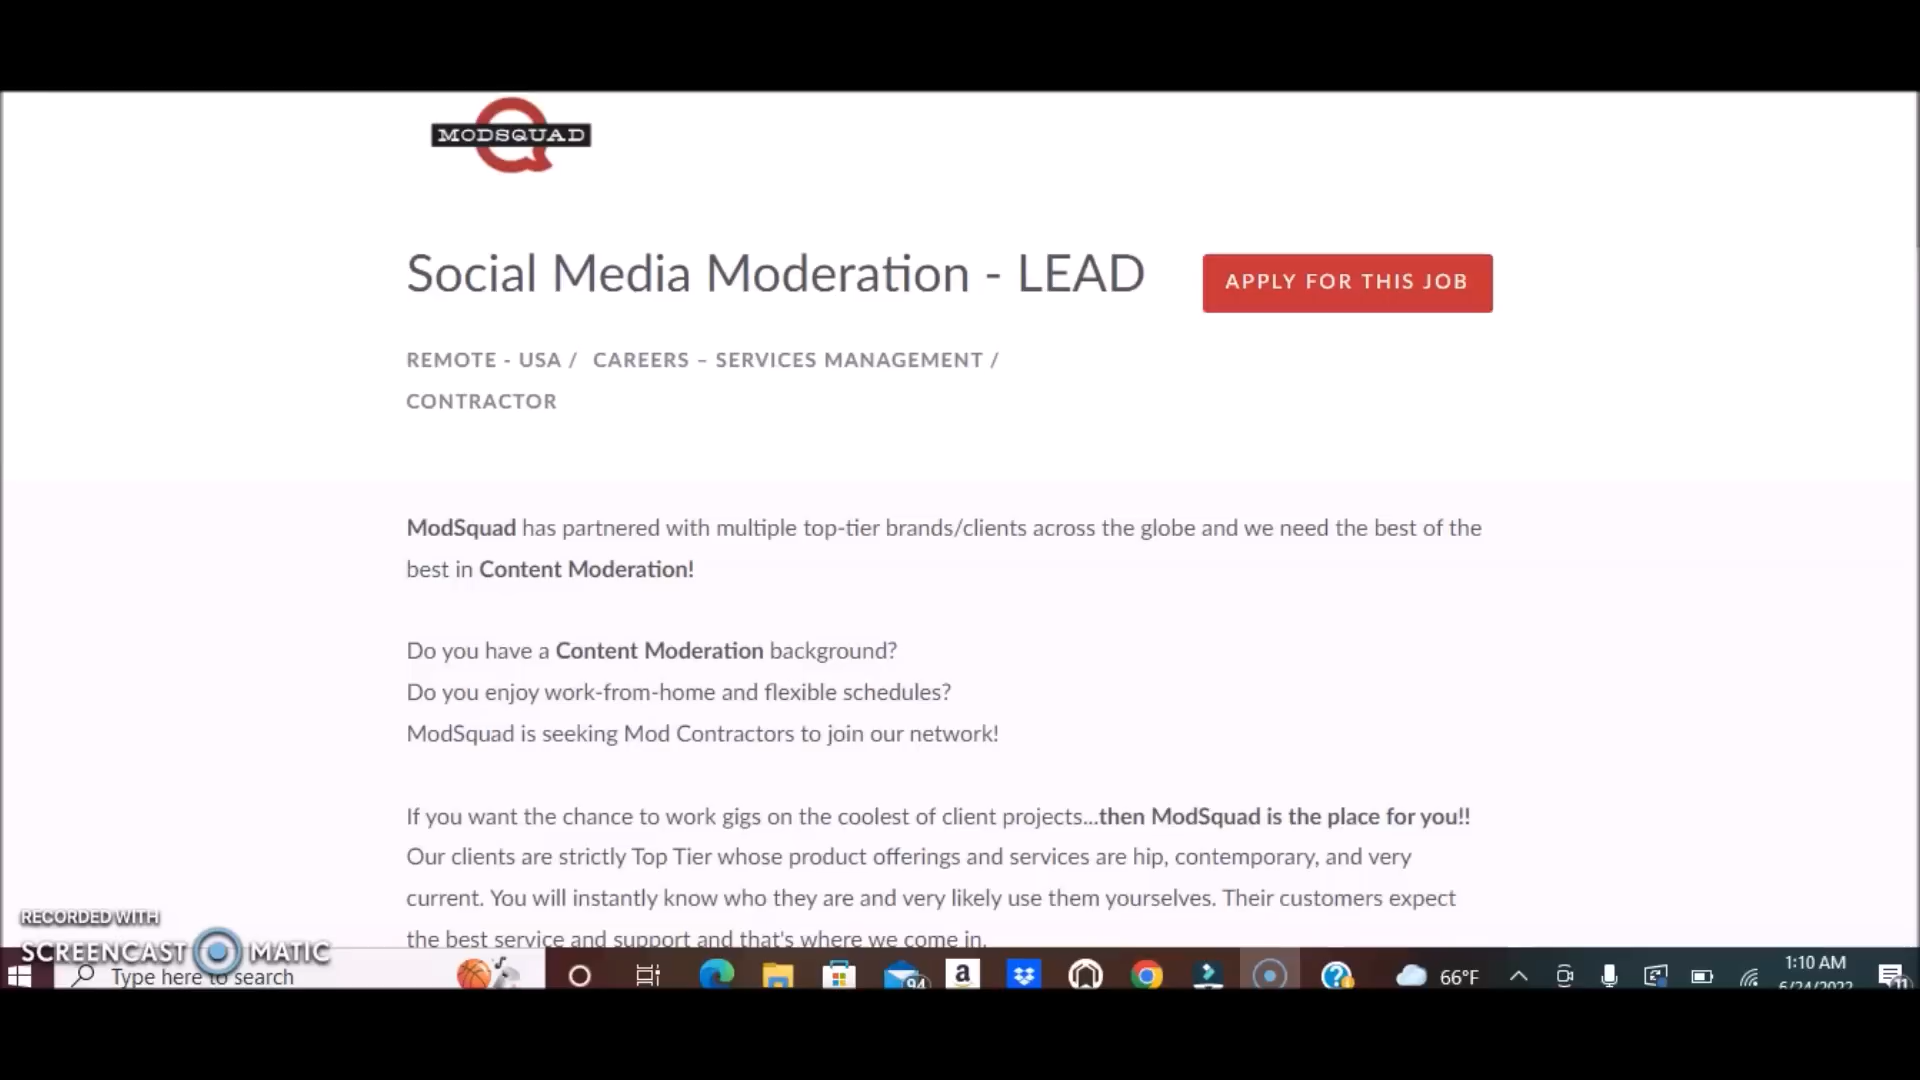 MODSQUAD
Social Media Moderation - LEAD
APPLY FOR THIS JOB
REMOTE - USA / CAREERS – SERVICES MANAGEMENT /
CONTRACTOR
ModSquad has partnered with multiple top-tier brands/clients across the globe and we need the best of the
best in Content Moderation!
Do you have a Content Moderation background?
Do you enjoy work-from-home and flexible schedules?
ModSquad is seeking Mod Contractors to join our network!
If you want the chance to work gigs on the coolest of client projects...then ModSquad is the place for you!!
Our clients are strictly Top Tier whose product offerings and services are hip, contemporary, and very
current. You will instantly know who they are and very likely use them yourselves. Their customers expect
the best service and support and that's where we come in.
RECORDED WITH
SCREENCAST MATIC
Type here to search
94
a
66°F
1:10 AM
6/24/2022
11